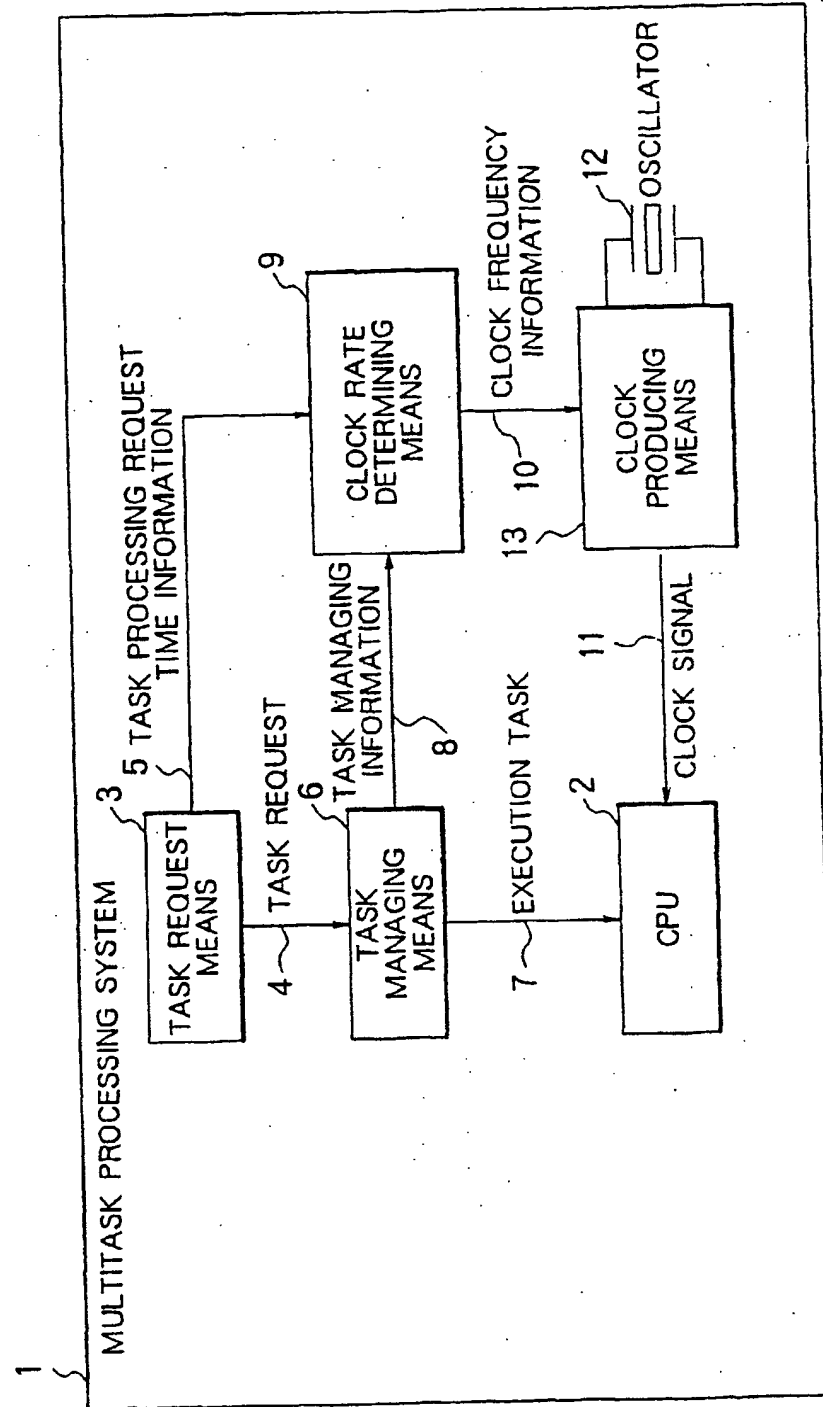 1
MULTITASK PROCESSING SYSTEM
3
TASK REQUEST
MEANS
5 TASK PROCESSING REQUEST
TIME INFORMATION
4
TASK REQUEST
6
TASK
MANAGING
MEANS
TASK MANAGING
INFORMATION
8
9
CLOCK RATE
DETERMINING
MEANS
7
EXECUTION TASK
10
CLOCK FREQUENCY
INFORMATION
2
CPU
11
CLOCK SIGNAL
13
CLOCK
PRODUCING
MEANS
12
OSCILLATOR